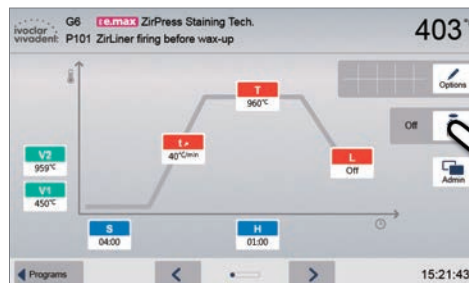 ivoclar vivadent:
G6 IPS e.max ZirPress Staining Tech.
P101 ZirLiner firing before wax-up
403°
Options
T
960°C
Off
t↗
40°C/min
V2
959°C
L
Off
Admin
V1
450°C
S
04:00
H
01:00
Programs
15:21:43